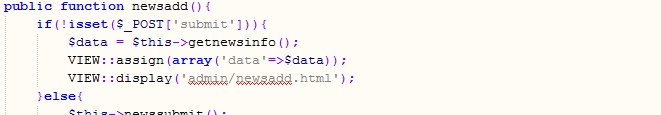 public function newsadd(){
if(!isset($_POST['submit'])){
$data = $this->getnewsinfo();
VIEW::assign(array('data'=>$data));
VIEW::display('admin/newsadd.html');
}else{
$this->newssubmit();